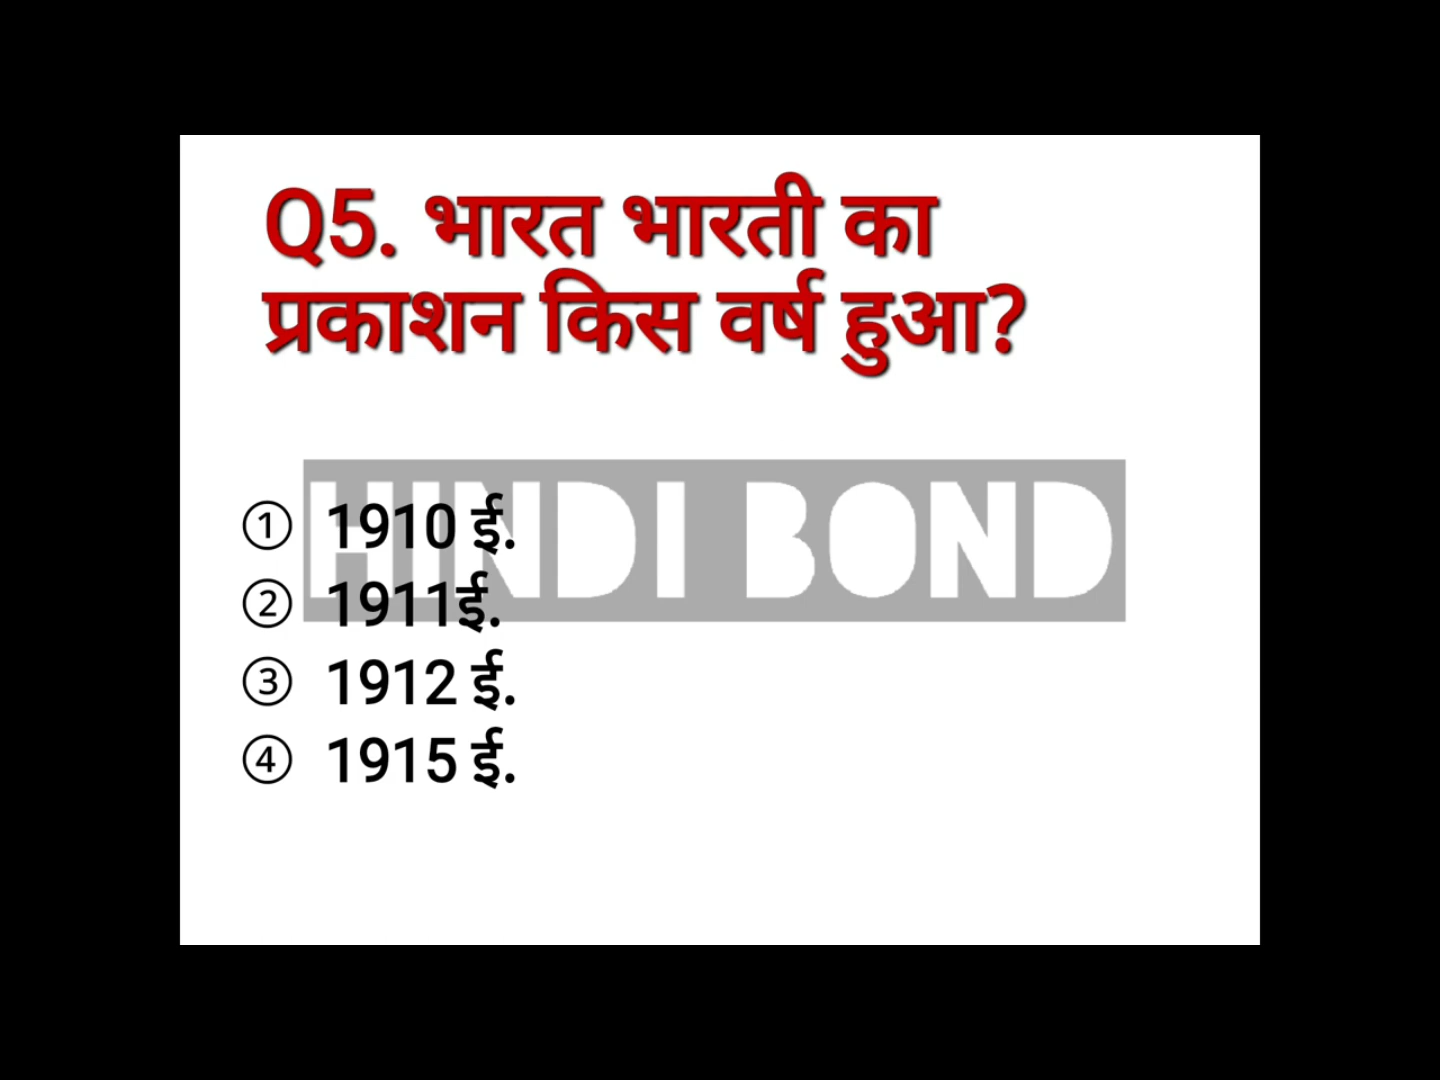 Q5. भारत भारती का
प्रकाशन किस वर्ष हुआ?
HINDI BOND
① 1910 ई.
② 1911ई.
③ 1912 ई.
④ 1915 ई.